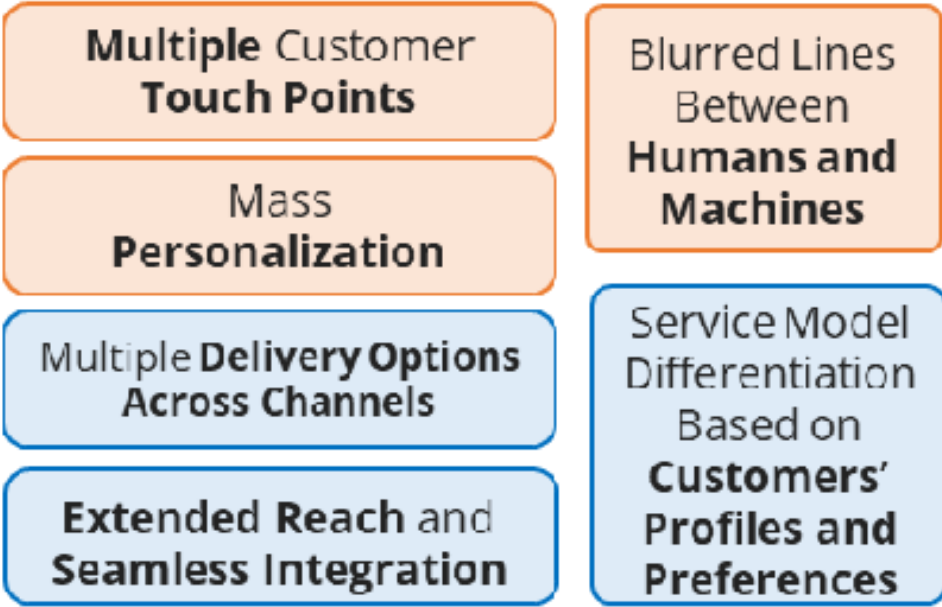 Multiple Customer
Touch Points
Mass
Personalization
Multiple Delivery Options
Across Channels
Extended Reach and
Seamless Integration
Blurred Lines
Between
Humans and
Machines
Service Model
Differentiation
Based on
Customers’
Profiles and
Preferences